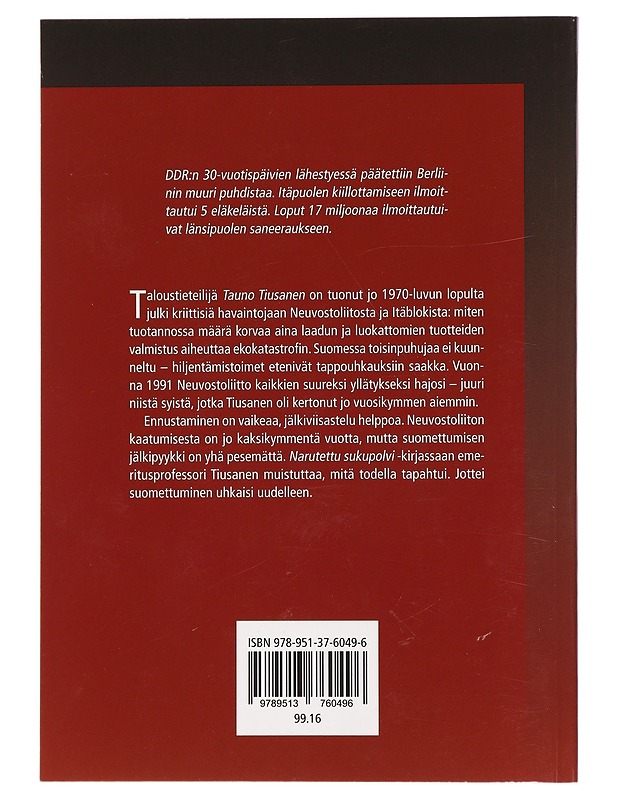 DDR:n 30-vuotispäivien lähestyessä päätettiin Berlii-
nin muuri puhdistaa. Itäpuolen kiillottamiseen ilmoit-
tautui 5 eläkeläistä. Loput 17 miljoonaa ilmoittautui-
vat länsipuolen saneeraukseen.
Taloustieteilijä Tauno Tiusanen on tuonut jo 1970-luvun lopulta
julki kriittisiä havaintojaan Neuvostoliitosta ja Itäblokista: miten
tuotannossa määrä korvaa aina laadun ja luokattomien tuotteiden
valmistus aiheuttaa ekokatastrofin. Suomessa toisinpuhujaa ei kuun-
neltu – hiljentämistoimet etenivät tappouhkauksiin saakka. Vuon-
na 1991 Neuvostoliitto kaikkien suureksi yllätykseksi hajosi – juuri
niistä syistä, jotka Tiusanen oli kertonut jo vuosikymmen aiemmin.
Ennustaminen on vaikeaa, jälkiviisastelu helppoa. Neuvostoliiton
kaatumisesta on jo kaksikymmentä vuotta, mutta suomettumisen
jälkipyykki on yhä pesemättä. Narutettu sukupolvi -kirjassaan eme-
ritusprofessori Tiusanen muistuttaa, mitä todella tapahtui. Jottei
suomettuminen uhkaisi uudelleen.
ISBN 978-951-37-6049-6
9789513 760496
99.16